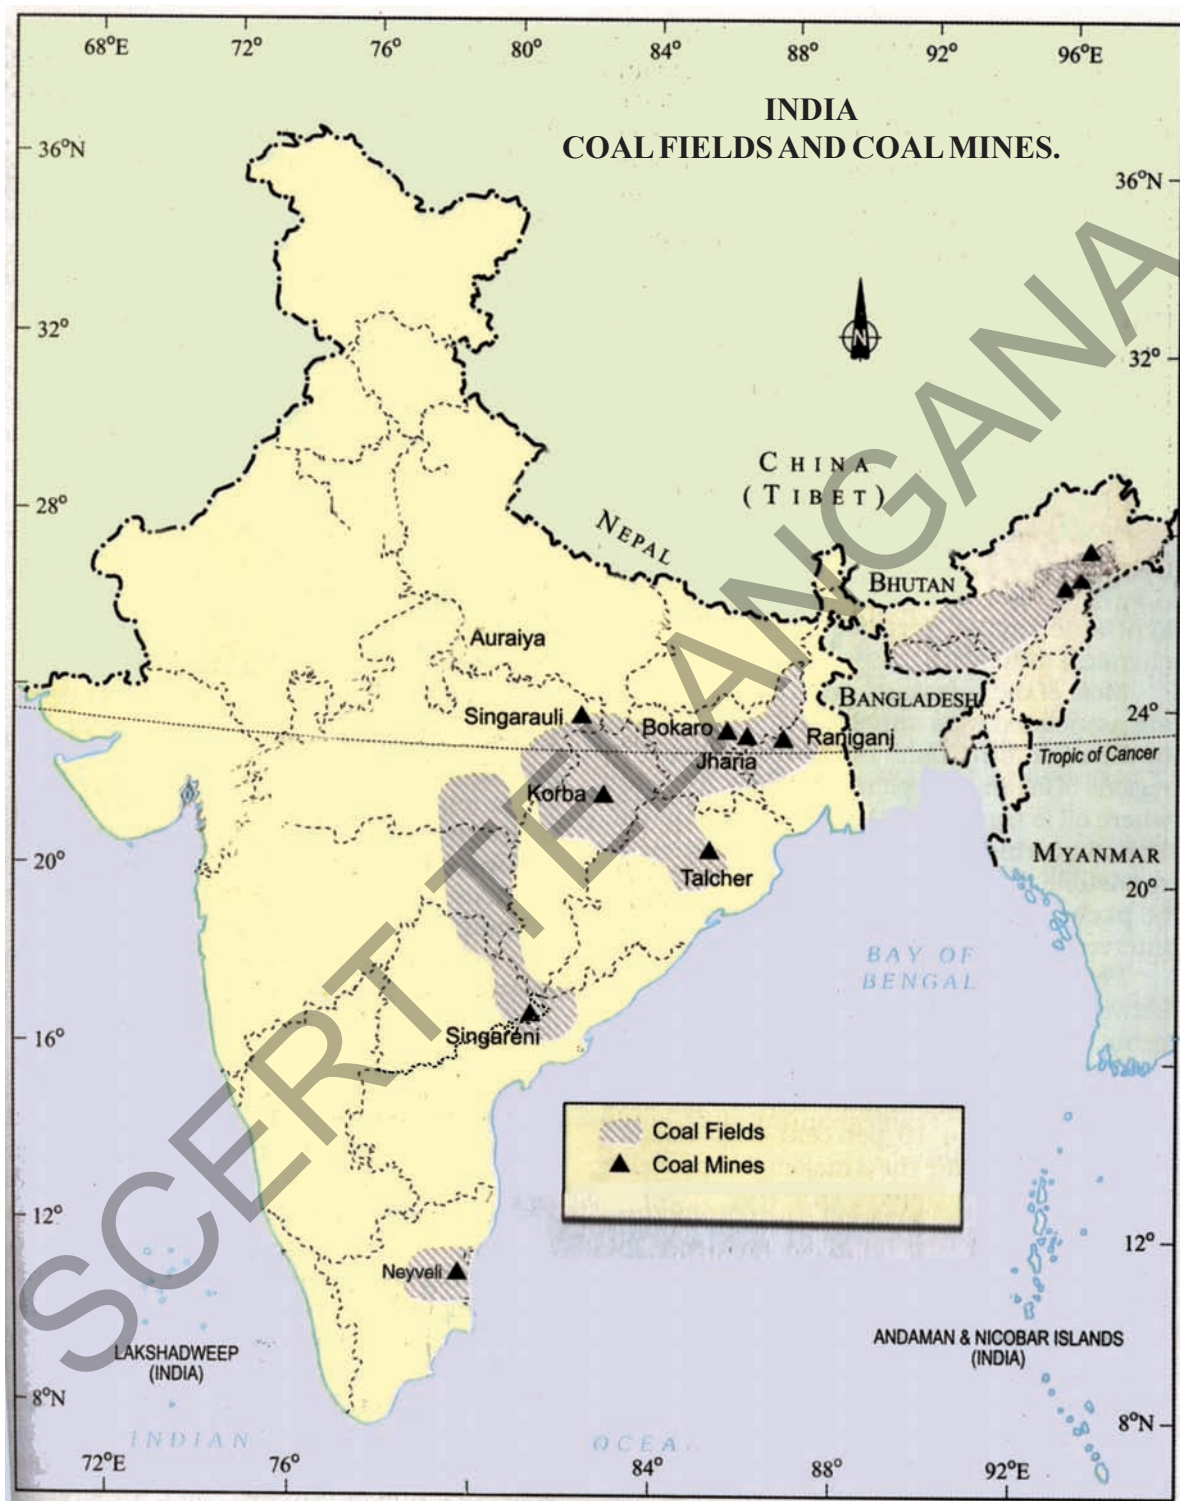 68°E 72° 76° 80° 84° 88° 92° 96°E
INDIA
COAL FIELDS AND COAL MINES.
36°N
36°N
32°
32°
N
CHINA
(TIBET)
28°
NEPAL
BHUTAN
Auraiya
BANGLADESH
Singarauli
Bokaro
Raniganj
24°
Jharia
Tropic of Cancer
Korba
20°
MYANMAR
Talcher
20°
BAY OF
BENGAL
16°
Singareni
Coal Fields
Coal Mines
12°
12°
Neyveli
LAKSHADWEEP
(INDIA)
ANDAMAN & NICOBAR ISLANDS
(INDIA)
8°N
8°N
INDIAN
OCEA
72°E 76° 84° 88° 92°E
SCERT TELANGANA